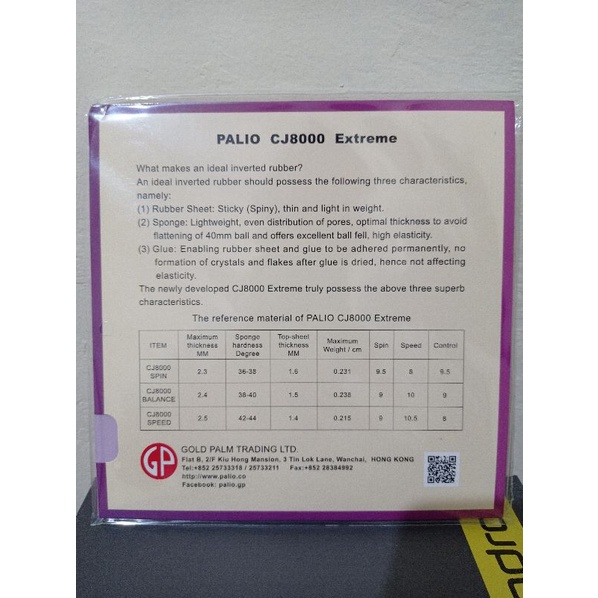 PALIO CJ8000 Extreme
What makes an ideal inverted rubber?
An ideal inverted rubber should possess the following three characteristics,
namely:
(1) Rubber Sheet: Sticky (Spiny), thin and light in weight.
(2) Sponge: Lightweight, even distribution of pores, optimal thickness to avoid
flattening of 40mm ball and offers excellent ball fell, high elasticity.
(3) Glue: Enabling rubber sheet and glue to be adhered permanently, no
formation of crystals and flakes after glue is dried, hence not affecting
elasticity.
The newly developed CJ8000 Extreme truly possess the above three superb
characteristics.
The reference material of PALIO CJ8000 Extreme
ITEM Maximum thickness MM Sponge hardness Degree Top-sheet thickness MM Maximum Weight / cm Spin Speed Control
CJ8000 SPIN 2.3 36-38 1.6 0.231 9.5 8 9.5
CJ8000 BALANCE 2.4 38-40 1.5 0.238 9 10 9
CJ8000 SPEED 2.5 42-44 1.4 0.215 9 10.5 8
GP
GOLD PALM TRADING LTD.
Flat B, 2/F Kiu Hong Mansion, 3 Tin Lok Lane, Wanchai, HONG KONG
Tel:+852 25733318 / 25733211 Fax:+852 28384992
http://www.palio.co
Facebook: palio.gp